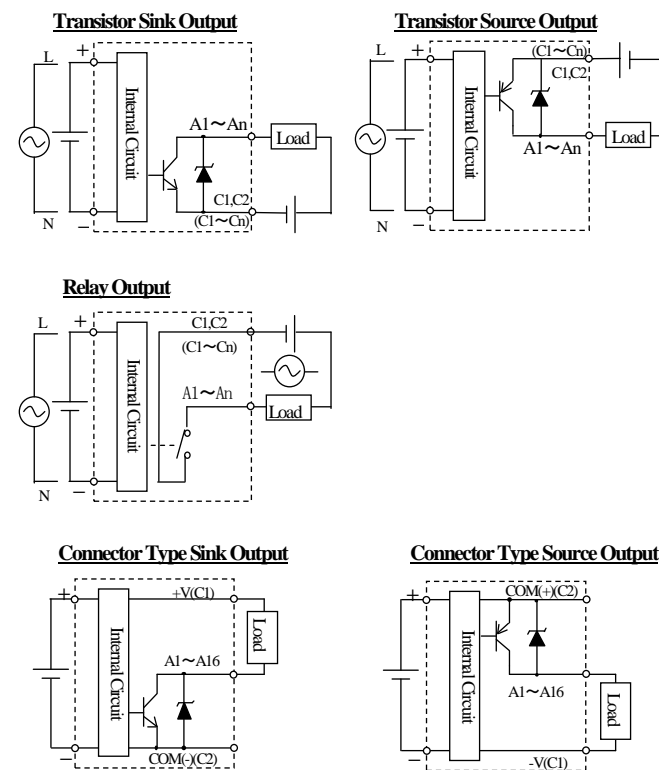 Transistor Sink Output
L
+
Internal Circuit
A1～An
Load
C1,C2
(C1～Cn)
N
−
Transistor Source Output
L
+
Internal Circuit
(C1～Cn)
C1,C2
A1～An
Load
N
−
Relay Output
L
+
Internal Circuit
C1,C2
(C1～Cn)
A1～An
Load
N
−
Connector Type Sink Output
+
Internal Circuit
+V(C1)
Load
A1～A16
COM(-)(C2)
−
Connector Type Source Output
+
Internal Circuit
COM(+)(C2)
A1～A16
Load
-V(C1)
−